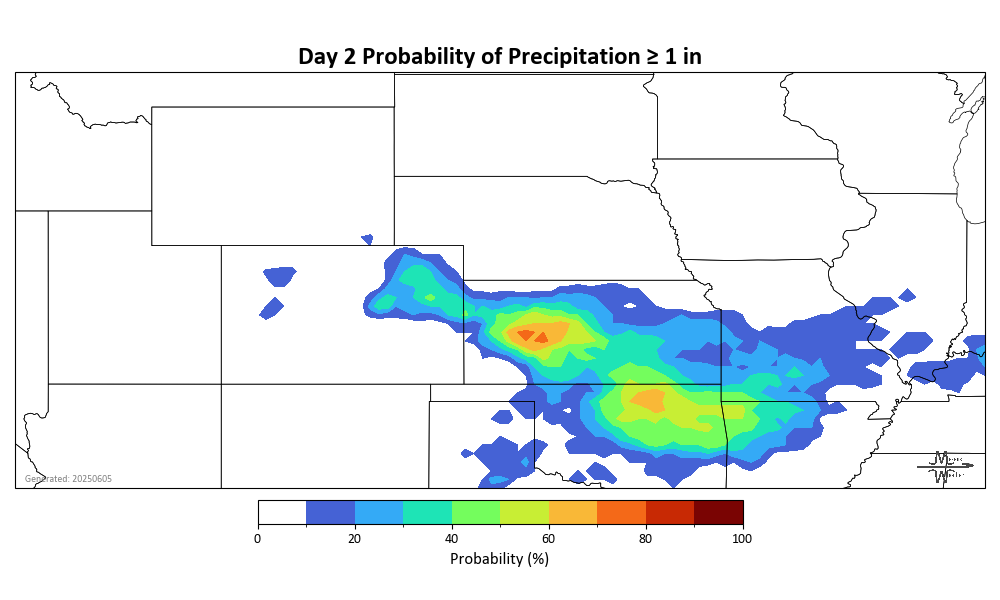 Day 2 Probability of Precipitation ≥ 1 in
Generated: 20250605
0 20 40 60 80 100
Probability (%)